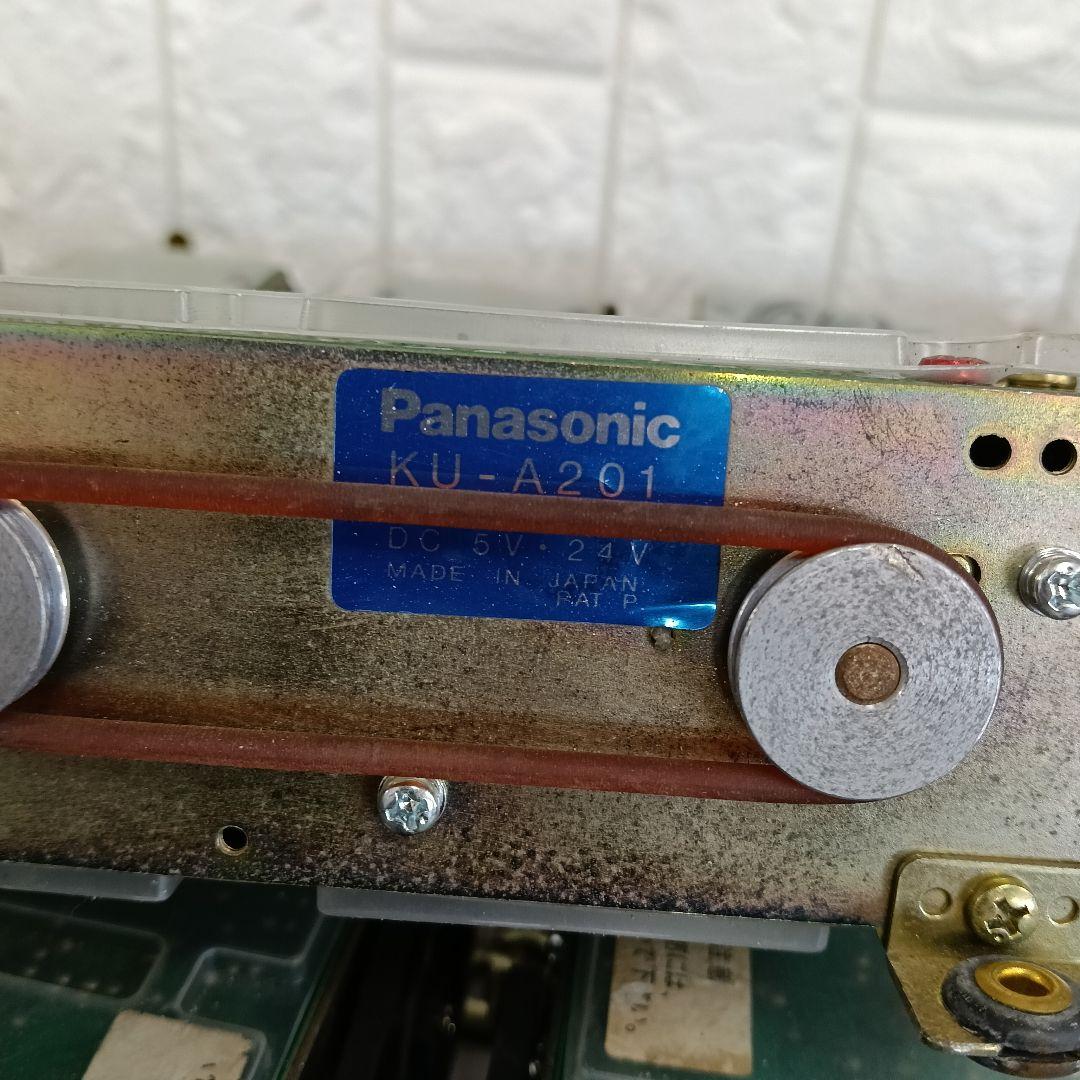 Panasonic
KU-A201
DC 5V・24V
MADE IN JAPAN
PAT P